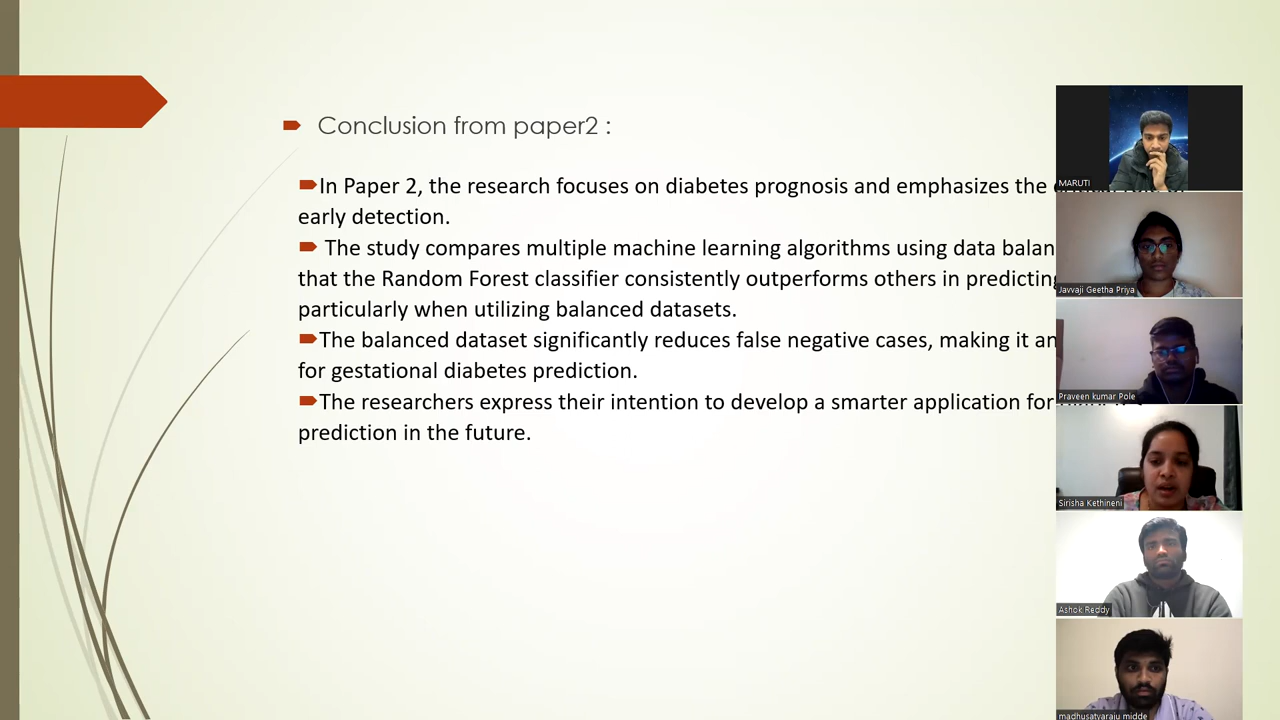 Conclusion from paper2 :
In Paper 2, the research focuses on diabetes prognosis and emphasizes the
early detection.
The study compares multiple machine learning algorithms using data balan
that the Random Forest classifier consistently outperforms others in predicting
particularly when utilizing balanced datasets.
The balanced dataset significantly reduces false negative cases, making it an
for gestational diabetes prediction.
The researchers express their intention to develop a smarter application for
prediction in the future.
MARUTI
Javvaji Geetha Priya
Praveen kumar Pole
Sirisha Kethineni
Ashok Reddy
madhusatyaraju midde